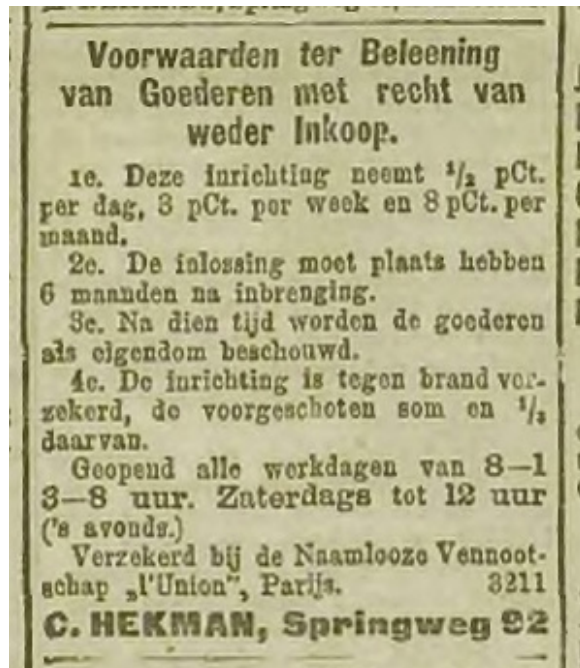 Voorwaarden ter Beleening
van Goederen met recht van
weder Inkoop.
1e. Deze inrichting neemt 1/2 pCt.
per dag, 3 pCt. per week en 8 pCt. per
maand.
2e. De inlossing moet plaats hebben
6 maanden na inbrenging.
3e. Na dien tijd worden de goederen
als eigendom beschouwd.
4e. De inrichting is tegen brand ver-
zekerd, de voorgeschoten som en 1/3
daarvan.
Geopend alle werkdagen van 8—1
3—8 uur. Zaterdags tot 12 uur
('s avonds.)
Verzekerd bij de Naamlooze Vennoot-
schap „l'Union”, Parijs. 3211
C. HEKMAN, Springweg 92